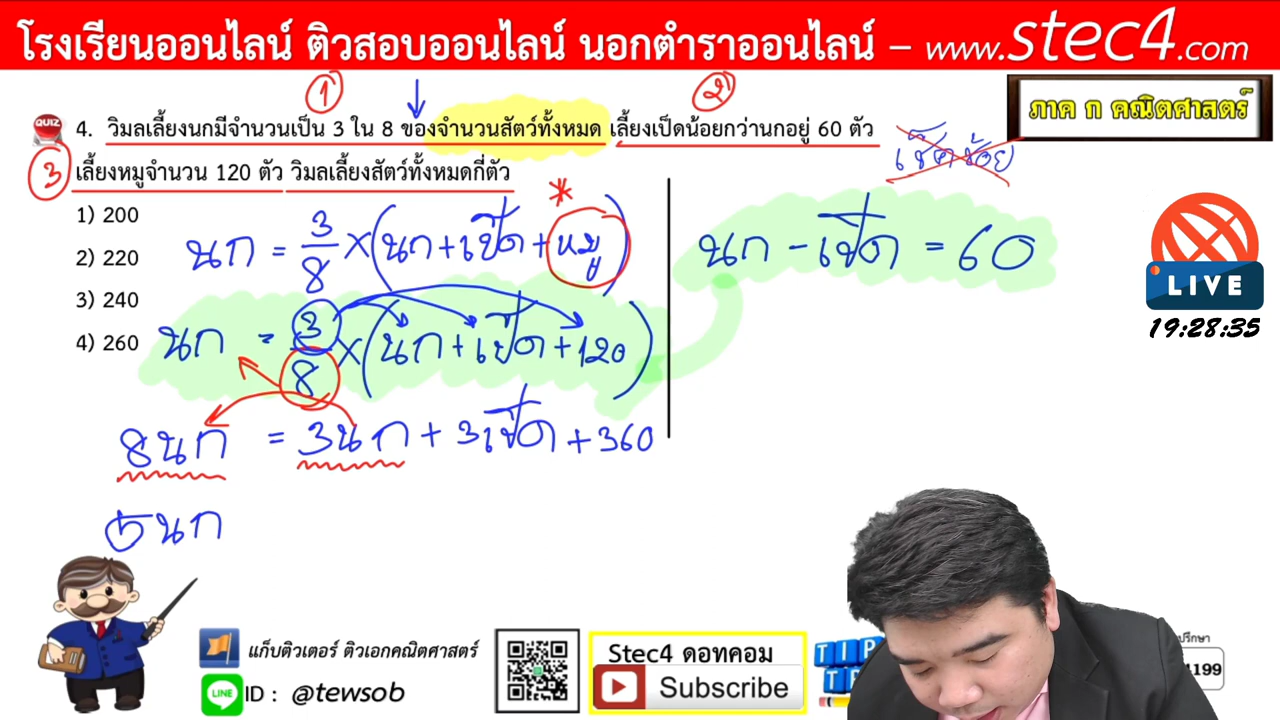 โรงเรียนออนไลน์ ติวสอบออนไลน์ นอกตำราออนไลน์ – www.stec4.com
ภาค ก คณิตศาสตร์
1
2
QUIZ
4. วิมลเลี้ยงนกมีจำนวนเป็น 3 ใน 8 ของจำนวนสัตว์ทั้งหมด เลี้ยงเป็ดน้อยกว่านกอยู่ 60 ตัว
3
เลี้ยงหมูจำนวน 120 ตัว วิมลเลี้ยงสัตว์ทั้งหมดกี่ตัว
1) 200
2) 220
3) 240
4) 260
นก = 3/8 × (นก + เป็ด + หมู)
*
นก = 3/8 × (นก + เป็ด + 120)
8นก = 3นก + 3เป็ด + 360
5นก
นก - เป็ด = 60
LIVE
19:28:35
แก็บติวเตอร์ ติวเอกคณิตศาสตร์
LINE
ID : @tewsob
Stec4 ดอทคอม
Subscribe
TIP
ปรึกษา
1199